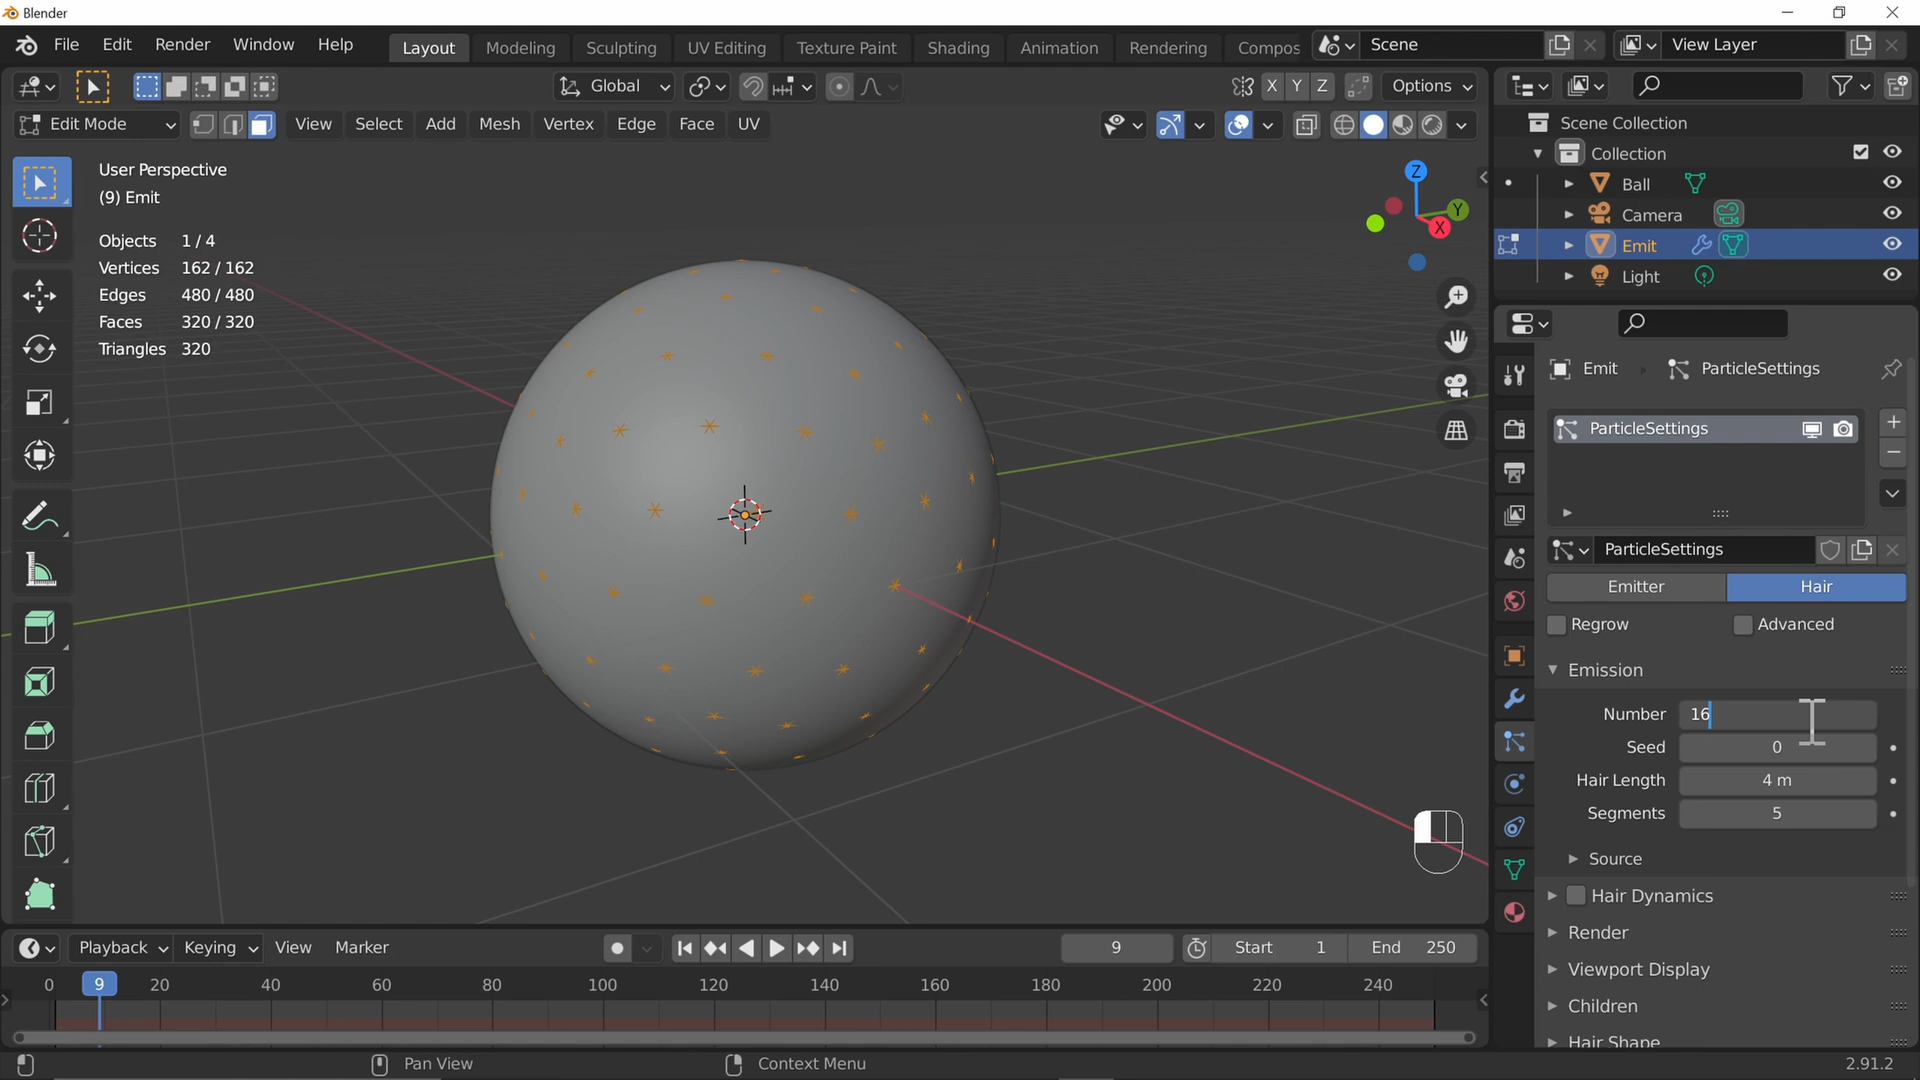 Blender
File Edit Render Window Help Layout Modeling Sculpting UV Editing Texture Paint Shading Animation Rendering Compos Scene View Layer
Global X Y Z Options
Edit Mode View Select Add Mesh Vertex Edge Face UV
User Perspective
(9) Emit
Objects 1 / 4
Vertices 162 / 162
Edges 480 / 480
Faces 320 / 320
Triangles 320
Z
Y
X
Scene Collection
Collection
Ball
Camera
Emit
Light
Emit ParticleSettings
ParticleSettings
ParticleSettings
Emitter Hair
Regrow Advanced
Emission
Number 16
Seed 0
Hair Length 4 m
Segments 5
Source
Hair Dynamics
Render
Viewport Display
Children
Hair Shape
Playback Keying View Marker 9 Start 1 End 250
0 9 20 40 60 80 100 120 140 160 180 200 220 240
Pan View Context Menu 2.91.2